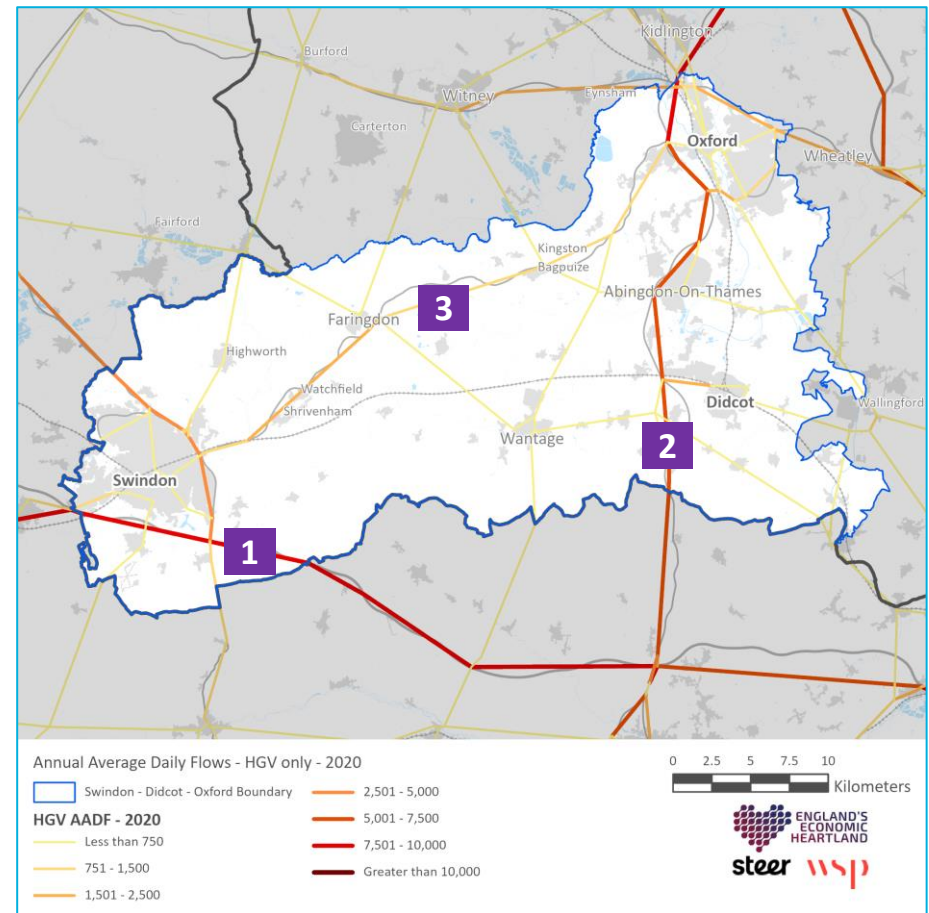 Kidlington
Burford
Witney
Eynsham
Carterton
Oxford
Wheatley
Fairford
Kingston
Bagpuize
Abingdon-On-Thames
3
Faringdon
Highworth
Watchfield
Shrivenham
Didcot
Wallingford
Wantage
2
Swindon
1
Annual Average Daily Flows - HGV only - 2020
Swindon - Didcot - Oxford Boundary
HGV AADF - 2020
Less than 750
751 - 1,500
1,501 - 2,500
2,501 - 5,000
5,001 - 7,500
7,501 - 10,000
Greater than 10,000
0 2.5 5 7.5 10
Kilometers
ENGLAND'S
ECONOMIC
HEARTLAND
steer wsp